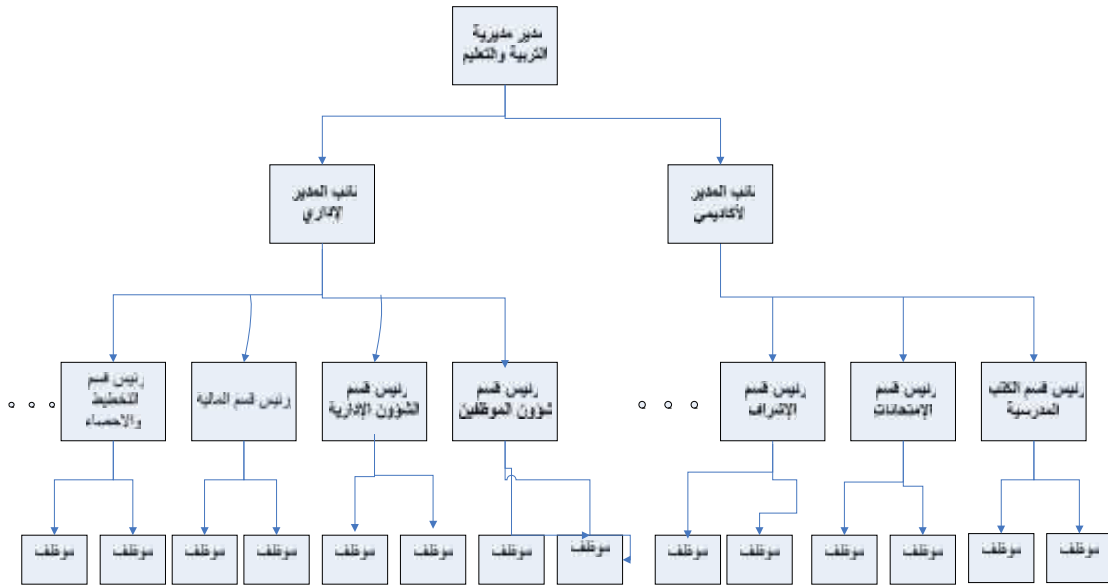 مدير مديرية
التربية والتعليم
نائب المدير
الأكاديمي
نائب المدير
الإداري
رئيس قسم الكتب
المدرسية
رئيس قسم
الإمتحانات
رئيس قسم
الإشراف
رئيس قسم
شؤون الموظفين
رئيس قسم
الشؤون الإدارية
رئيس قسم المالية
رئيس قسم
التخطيط
والاحصاء
موظف
موظف
موظف
موظف
موظف
موظف
موظف
موظف
موظف
موظف
موظف
موظف
موظف
موظف